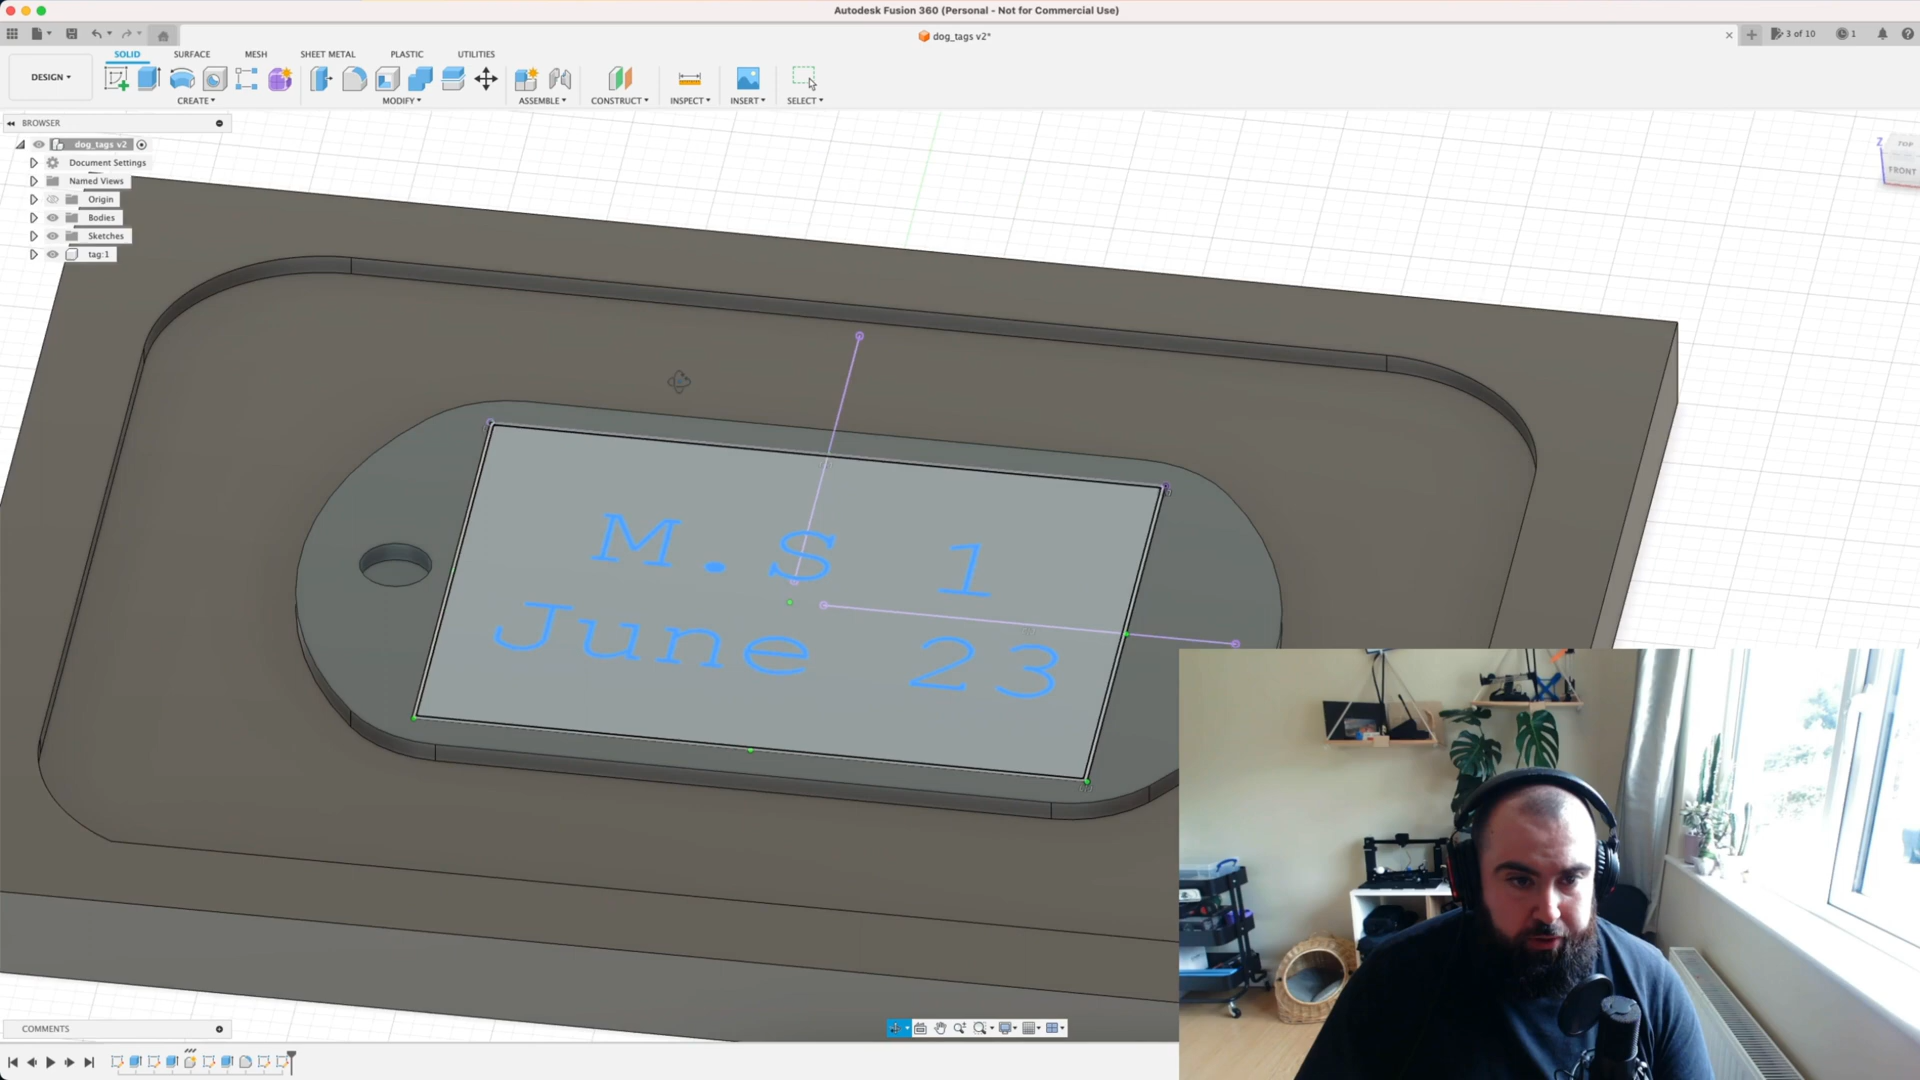 Autodesk Fusion 360 (Personal - Not for Commercial Use)
dog_tags v2*
3 of 10
1
SOLID SURFACE MESH SHEET METAL PLASTIC UTILITIES
DESIGN
CREATE MODIFY ASSEMBLE CONSTRUCT INSPECT INSERT SELECT
BROWSER
dog_tags v2
Document Settings
Named Views
Origin
Bodies
Sketches
tag:1
Z
TOP
FRONT
M.S 1
June 23
COMMENTS